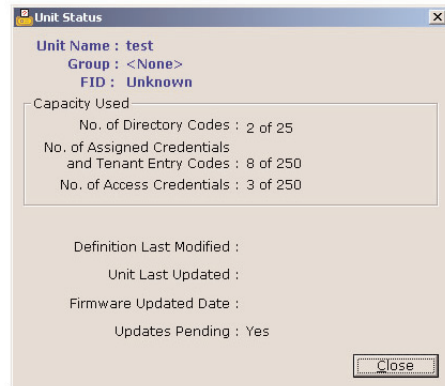 Unit Status
Unit Name : test
Group : <None>
FID : Unknown
Capacity Used
No. of Directory Codes : 2 of 25
No. of Assigned Credentials
and Tenant Entry Codes : 8 of 250
No. of Access Credentials : 3 of 250
Definition Last Modified :
Unit Last Updated :
Firmware Updated Date :
Updates Pending : Yes
Close